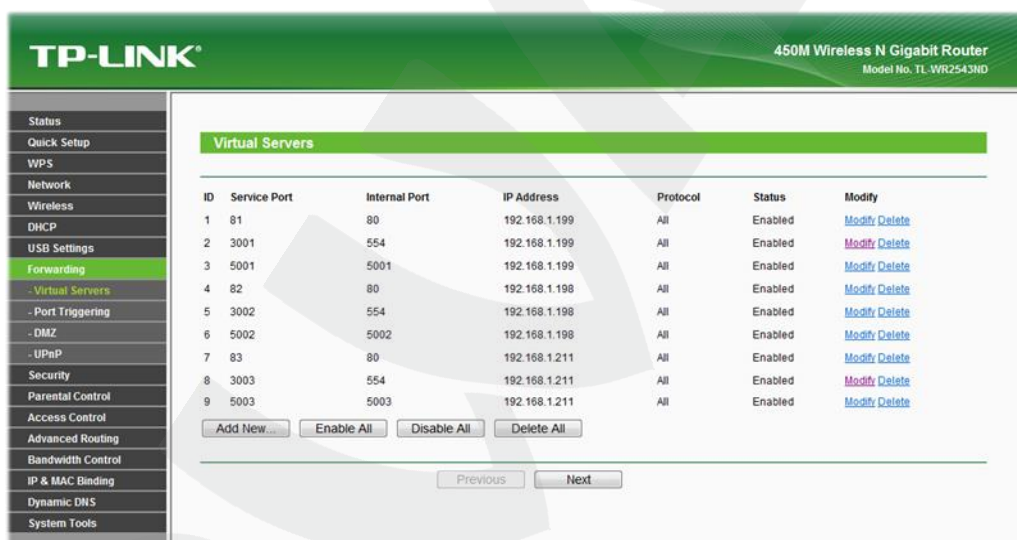 TP-LINK®
450M Wireless N Gigabit Router
Model No. TL-WR2543ND
Status
Quick Setup
WPS
Network
Wireless
DHCP
USB Settings
Forwarding
- Virtual Servers
- Port Triggering
- DMZ
- UPnP
Security
Parental Control
Access Control
Advanced Routing
Bandwidth Control
IP & MAC Binding
Dynamic DNS
System Tools
Virtual Servers
ID Service Port Internal Port IP Address Protocol Status Modify
1 81 80 192.168.1.199 All Enabled Modify Delete
2 3001 554 192.168.1.199 All Enabled Modify Delete
3 5001 5001 192.168.1.199 All Enabled Modify Delete
4 82 80 192.168.1.198 All Enabled Modify Delete
5 3002 554 192.168.1.198 All Enabled Modify Delete
6 5002 5002 192.168.1.198 All Enabled Modify Delete
7 83 80 192.168.1.211 All Enabled Modify Delete
8 3003 554 192.168.1.211 All Enabled Modify Delete
9 5003 5003 192.168.1.211 All Enabled Modify Delete
Add New... Enable All Disable All Delete All
Previous Next